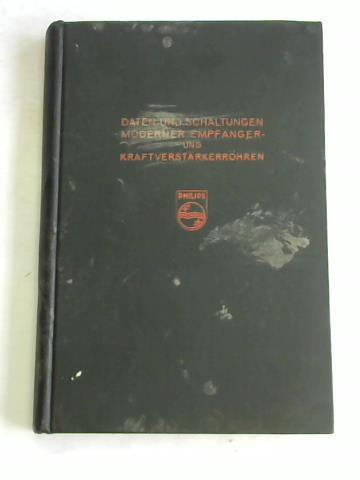 DATEN UND SCHALTUNGEN
MODERNER EMPFÄNGER-
UND
KRAFTVERSTÄRKERRÖHREN
PHILIPS